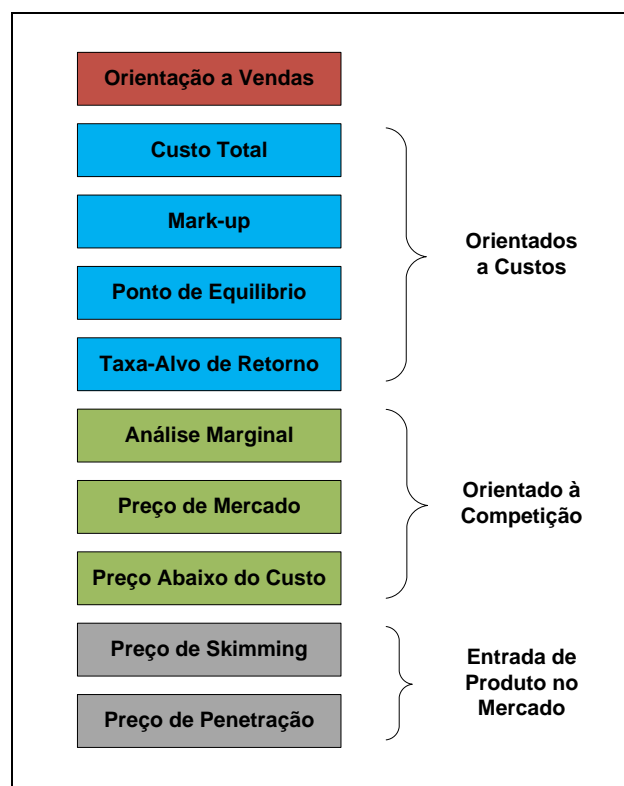 Orientação a Vendas
Custo Total
Mark-up
Ponto de Equilibrio
Taxa-Alvo de Retorno
Orientados
a Custos
Análise Marginal
Preço de Mercado
Preço Abaixo do Custo
Orientado à
Competição
Preço de Skimming
Preço de Penetração
Entrada de
Produto no
Mercado